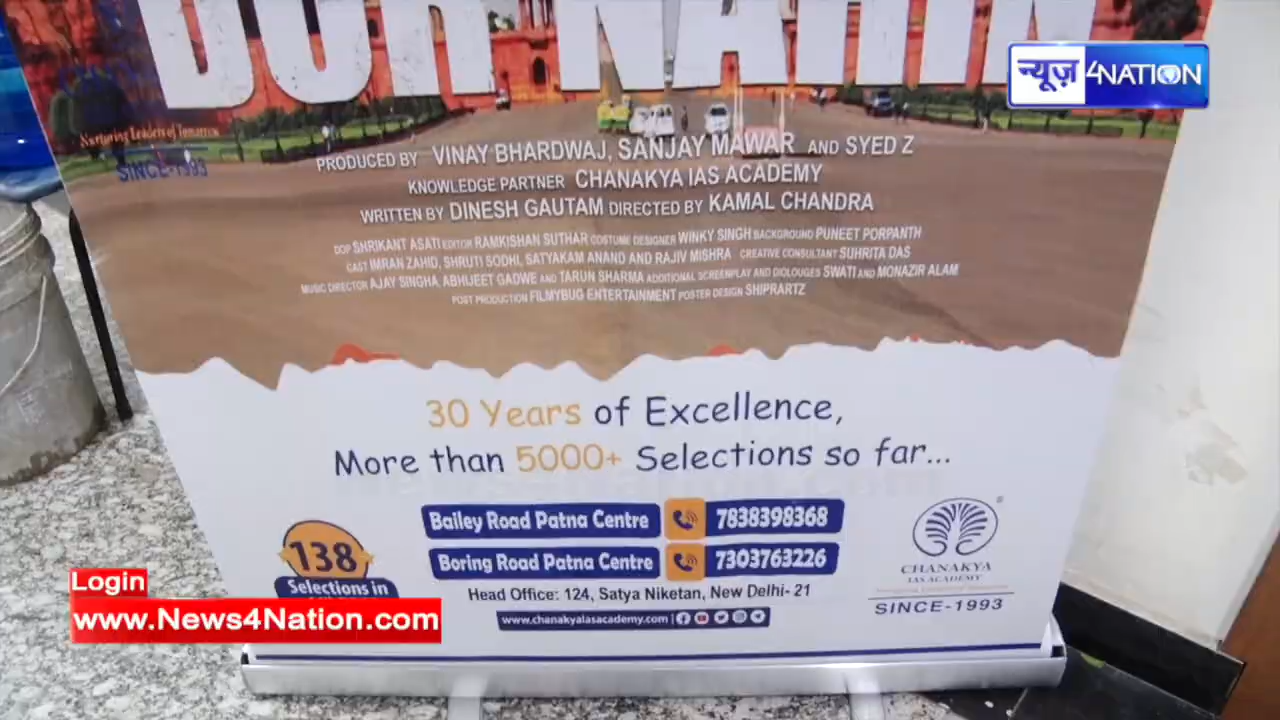 DUR NAHIN
न्यूज़ 4NATION
Nurturing Leaders of Tomorrow
SINCE-1993
PRODUCED BY VINAY BHARDWAJ, SANJAY MAWAR AND SYED Z
KNOWLEDGE PARTNER CHANAKYA IAS ACADEMY
WRITTEN BY DINESH GAUTAM DIRECTED BY KAMAL CHANDRA
DOP SHRIKANT ASATI EDITOR RAMKISHAN SUTHAR COSTUME DESIGNER WINKY SINGH BACKGROUND PUNEET PORPANTH
CAST IMRAN ZAHID, SHRUTI SODHI, SATYAKAM ANAND AND RAJIV MISHRA CREATIVE CONSULTANT SUHRITA DAS
MUSIC DIRECTOR AJAY SINGHA, ABHIJEET GADWE AND TARUN SHARMA ADDITIONAL SCREENPLAY AND DIOLOUGES SWATI AND MONAZIR ALAM
POST PRODUCTION FILMYBUG ENTERTAINMENT POSTER DESIGN SHIPRARTZ
30 Years of Excellence,
More than 5000+ Selections so far...
Bailey Road Patna Centre 7838398368
Boring Road Patna Centre 7303763226
Head Office: 124, Satya Niketan, New Delhi- 21
www.chanakyaiasacademy.com
138
Selections in
CHANAKYA
IAS ACADEMY
SINCE-1993
Login
www.News4Nation.com